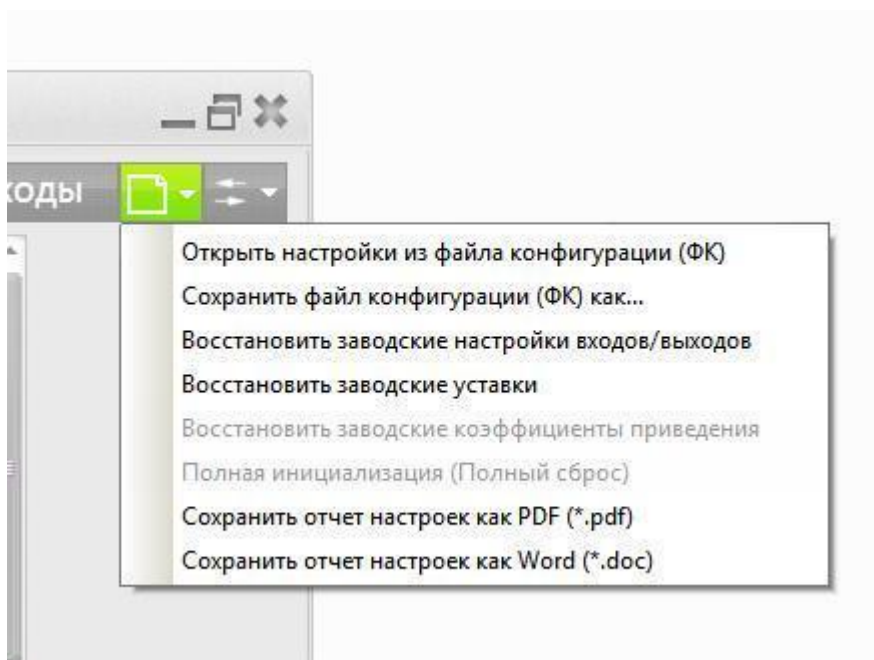 ходы
Открыть настройки из файла конфигурации (ФК)
Сохранить файл конфигурации (ФК) как...
Восстановить заводские настройки входов/выходов
Восстановить заводские уставки
Восстановить заводские коэффициенты приведения
Полная инициализация (Полный сброс)
Сохранить отчет настроек как PDF (*.pdf)
Сохранить отчет настроек как Word (*.doc)